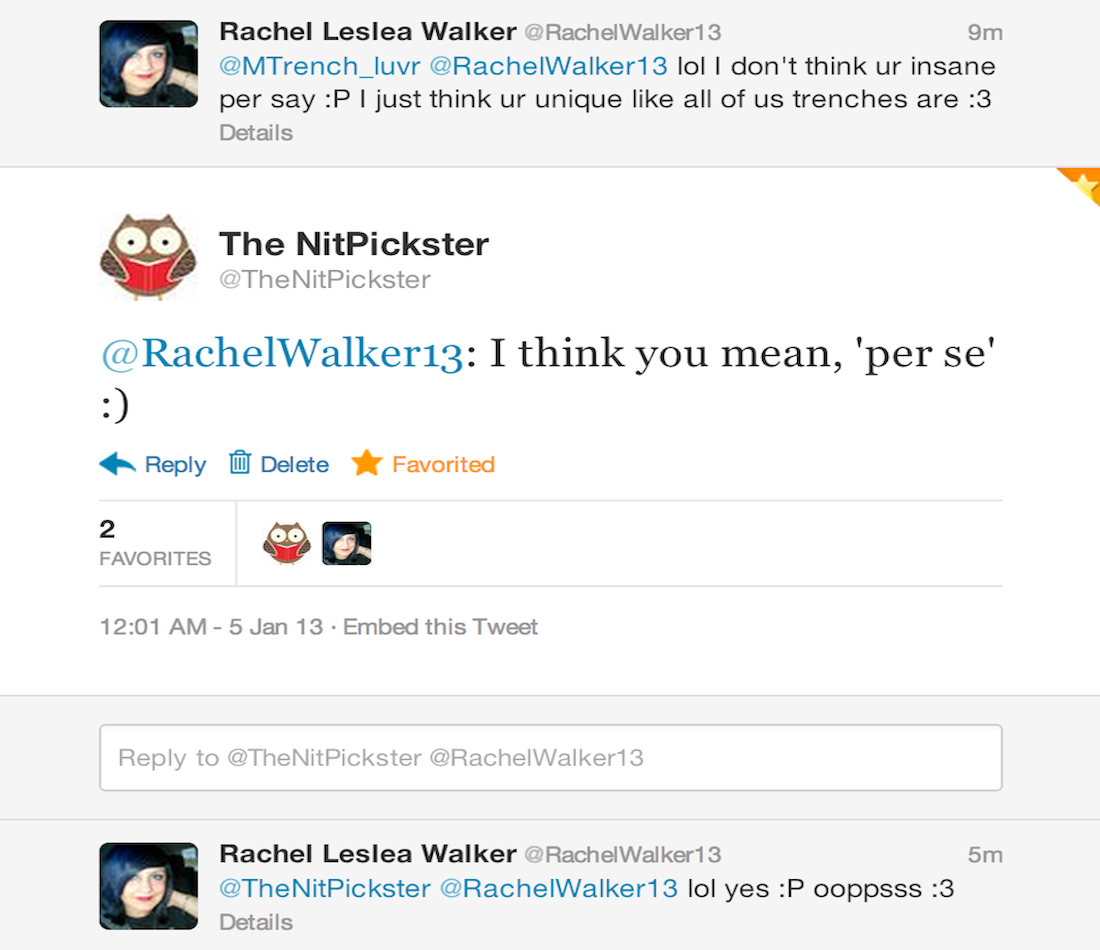 Rachel Leslea Walker @RachelWalker13 9m
@MTrench_luvr @RachelWalker13 lol I don't think ur insane
per say :P I just think ur unique like all of us trenches are :3
Details
The NitPickster
@TheNitPickster
@RachelWalker13: I think you mean, 'per se'
:)
Reply Delete Favorited
2
FAVORITES
12:01 AM - 5 Jan 13 · Embed this Tweet
Reply to @TheNitPickster @RachelWalker13
Rachel Leslea Walker @RachelWalker13 5m
@TheNitPickster @RachelWalker13 lol yes :P ooppsss :3
Details